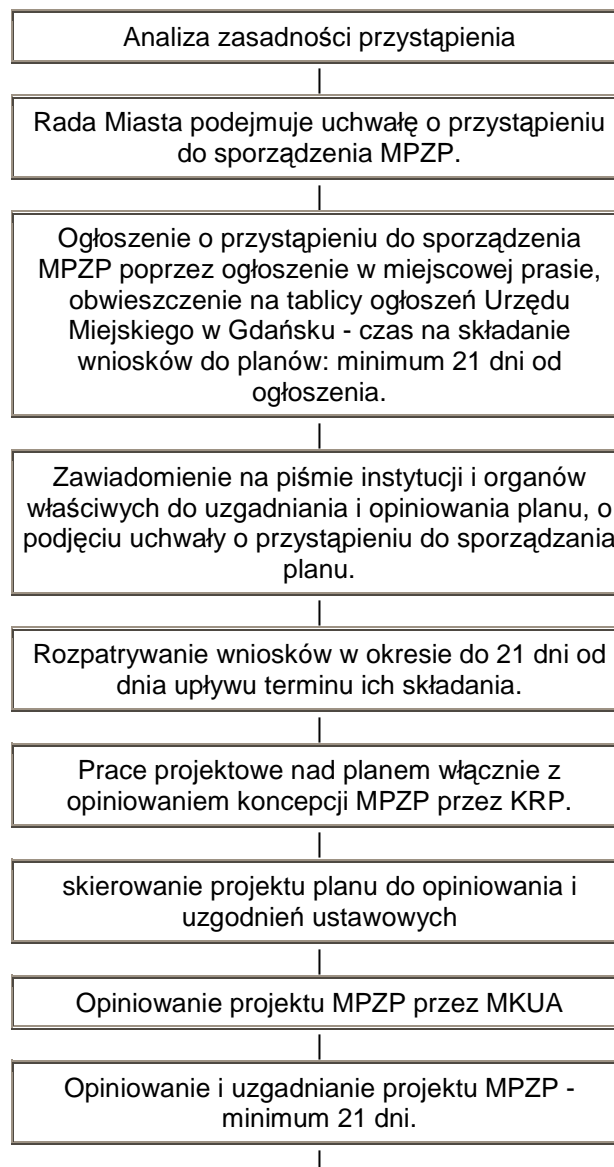 Analiza zasadności przystąpienia
Rada Miasta podejmuje uchwałę o przystąpieniu
do sporządzenia MPZP.
Ogłoszenie o przystąpieniu do sporządzenia
MPZP poprzez ogłoszenie w miejscowej prasie,
obwieszczenie na tablicy ogłoszeń Urzędu
Miejskiego w Gdańsku - czas na składanie
wniosków do planów: minimum 21 dni od
ogłoszenia.
Zawiadomienie na piśmie instytucji i organów
właściwych do uzgadniania i opiniowania planu, o
podjęciu uchwały o przystąpieniu do sporządzania
planu.
Rozpatrywanie wniosków w okresie do 21 dni od
dnia upływu terminu ich składania.
Prace projektowe nad planem włącznie z
opiniowaniem koncepcji MPZP przez KRP.
skierowanie projektu planu do opiniowania i
uzgodnień ustawowych
Opiniowanie projektu MPZP przez MKUA
Opiniowanie i uzgadnianie projektu MPZP -
minimum 21 dni.